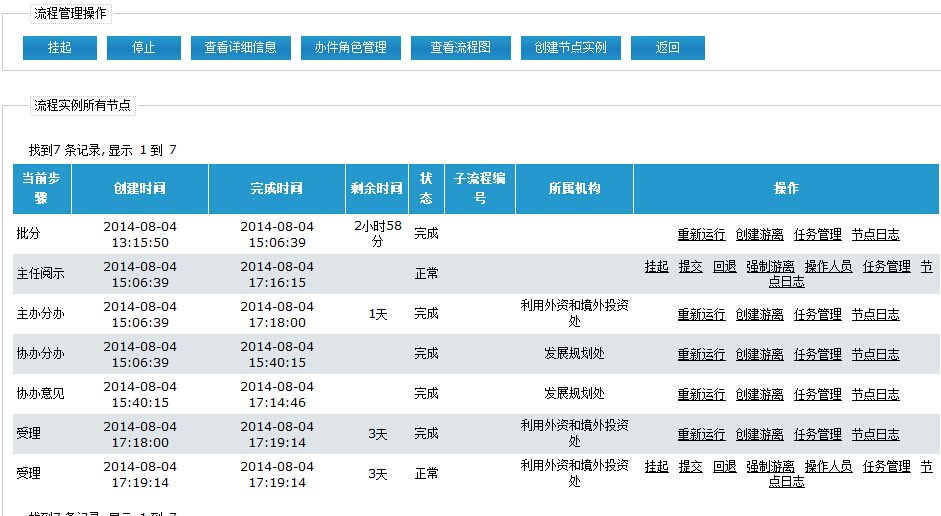 流程管理操作
挂起 停止 查看详细信息 办件角色管理 查看流程图 创建节点实例 返回
流程实例所有节点
找到7 条记录, 显示 1 到 7
当前步骤 创建时间 完成时间 剩余时间 状态 子流程编号 所属机构 操作
批分 2014-08-04 13:15:50 2014-08-04 15:06:39 2小时58分 完成 重新运行 创建游离 任务管理 节点日志
主任阅示 2014-08-04 15:06:39 2014-08-04 17:16:15 正常 挂起 提交 回退 强制游离 操作人员 任务管理 节点日志
主办分办 2014-08-04 15:06:39 2014-08-04 17:18:00 1天 完成 利用外资和境外投资处 重新运行 创建游离 任务管理 节点日志
协办分办 2014-08-04 15:06:39 2014-08-04 15:40:15 完成 发展规划处 重新运行 创建游离 任务管理 节点日志
协办意见 2014-08-04 15:40:15 2014-08-04 17:14:46 完成 发展规划处 重新运行 创建游离 任务管理 节点日志
受理 2014-08-04 17:18:00 2014-08-04 17:19:14 3天 完成 利用外资和境外投资处 重新运行 创建游离 任务管理 节点日志
受理 2014-08-04 17:19:14 2014-08-04 17:19:14 3天 正常 利用外资和境外投资处 挂起 提交 回退 强制游离 操作人员 任务管理 节点日志
找到7 条记录, 显示 1 到 7